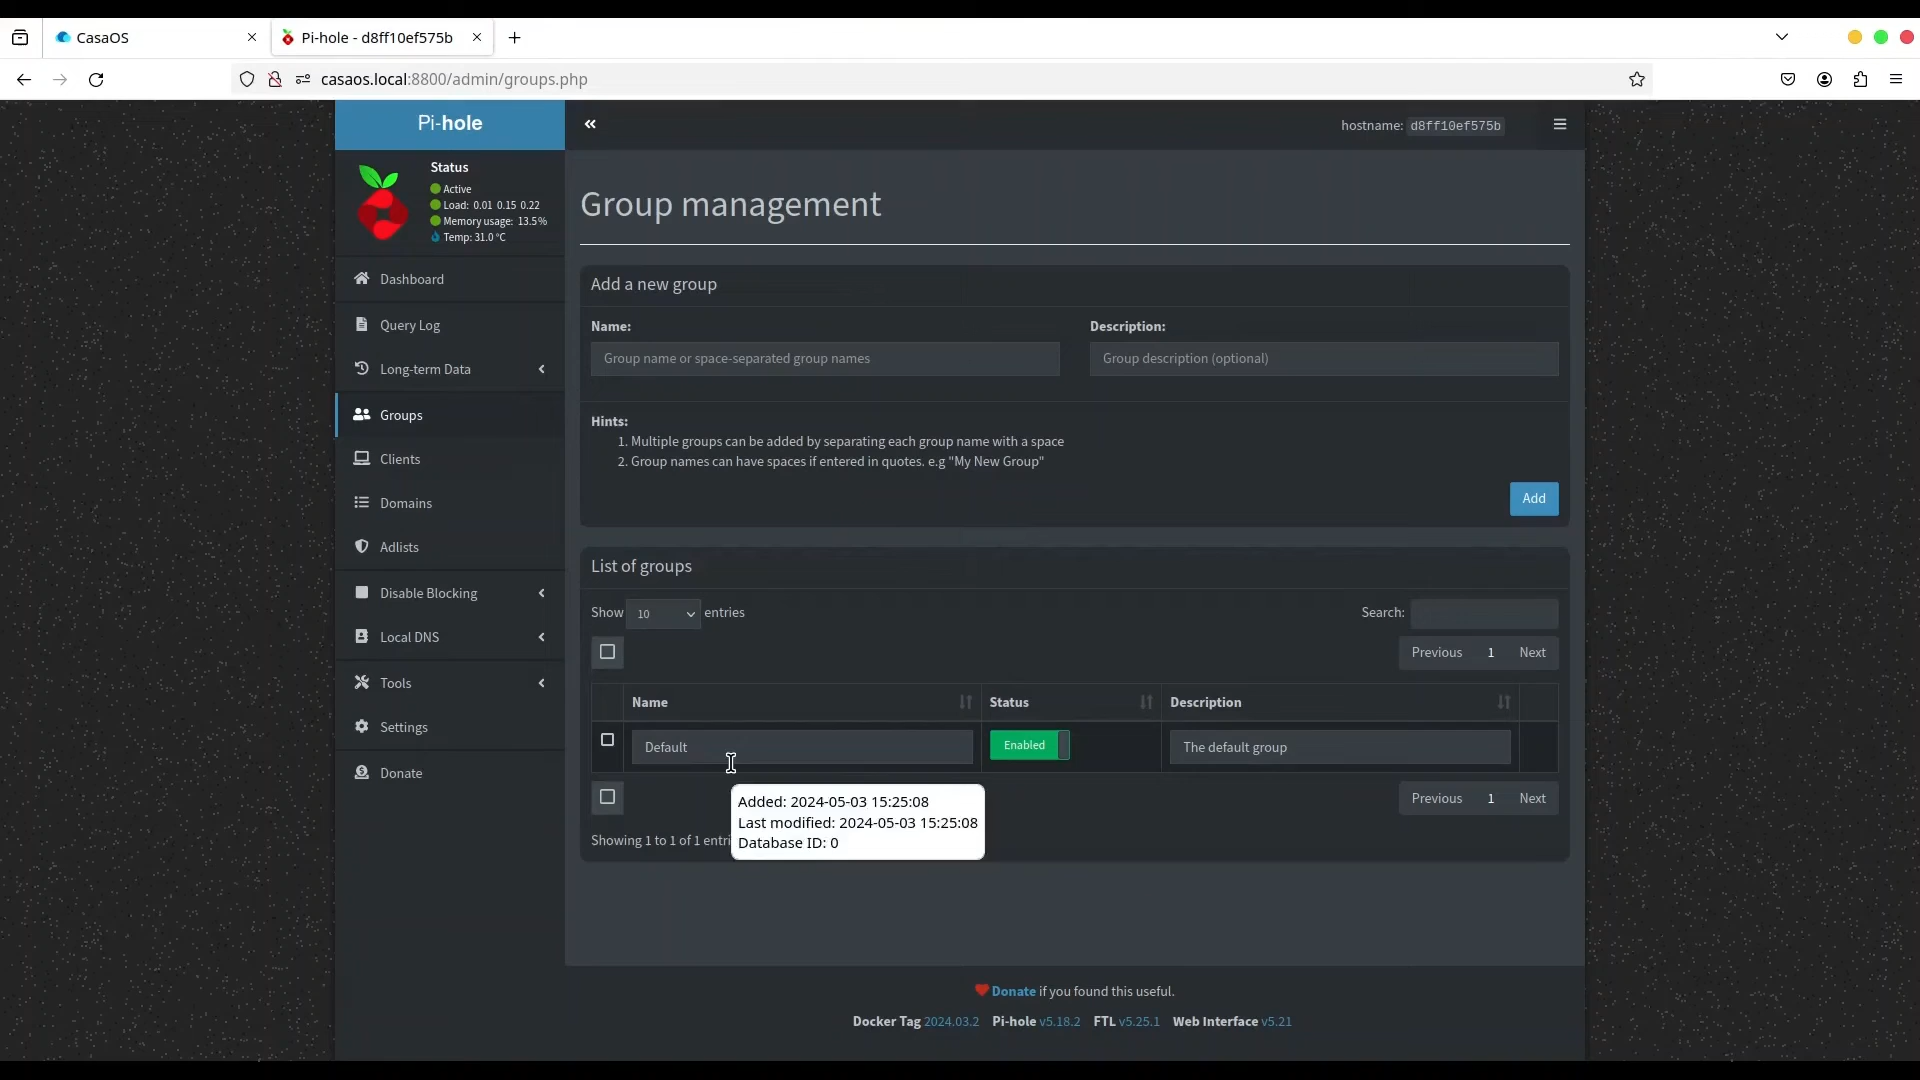 CasaOS
Pi-hole - d8ff10ef575b
casaos.local:8800/admin/groups.php
Pi-hole
hostname: d8ff10ef575b
Status
Active
Load: 0.01 0.15 0.22
Memory usage: 13.5%
Temp: 31.0 °C
Dashboard
Query Log
Long-term Data
Groups
Clients
Domains
Adlists
Disable Blocking
Local DNS
Tools
Settings
Donate
Group management
Add a new group
Name:
Description:
Group name or space-separated group names
Group description (optional)
Hints:
1. Multiple groups can be added by separating each group name with a space
2. Group names can have spaces if entered in quotes. e.g "My New Group"
Add
List of groups
Show 10 entries
Search:
Previous 1 Next
Name Status Description
Default Enabled The default group
Previous 1 Next
Added: 2024-05-03 15:25:08
Last modified: 2024-05-03 15:25:08
Database ID: 0
Showing 1 to 1 of 1 entri
Donate if you found this useful.
Docker Tag 2024.03.2 Pi-hole v5.18.2 FTL v5.25.1 Web Interface v5.21